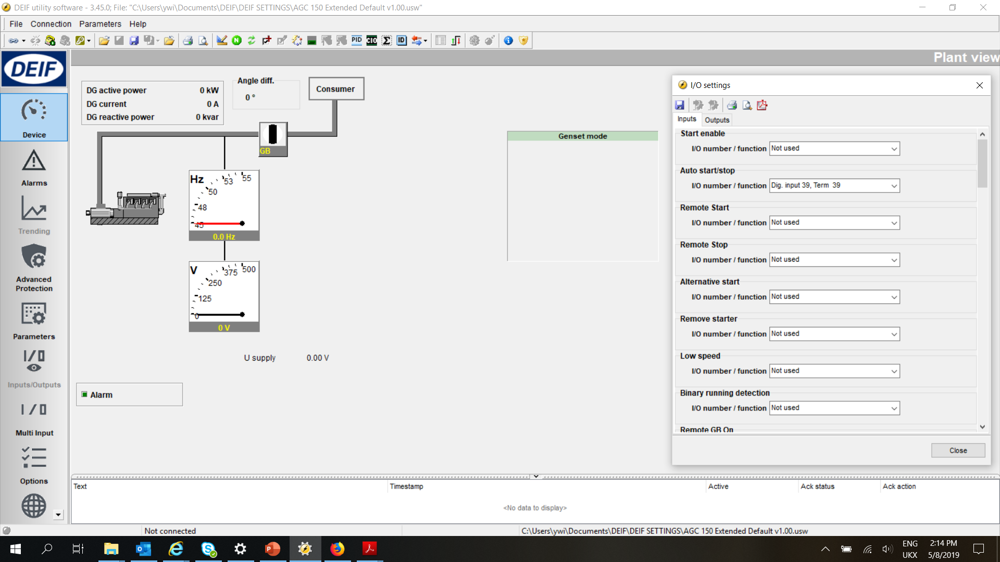 DEIF utility software - 3.45.0; File: "C:\Users\ywi\Documents\DEIF\DEIF SETTINGS\AGC 150 Extended Default v1.00.usw"
File Connection Parameters Help
N PID CIO Σ ID
DEIF
Plant view
Device
Alarms
Trending
Advanced
Protection
Parameters
Inputs/Outputs
I / O
Multi Input
Options
DG active power 0 kW
DG current 0 A
DG reactive power 0 kvar
Angle diff.
0 °
Consumer
GB
Hz
55
53
50
48
45
0.0 Hz
V
500
375
250
125
0
0 V
U supply 0.00 V
Alarm
Genset mode
I/O settings
Inputs Outputs
Start enable
I/O number / function Not used
Auto start/stop
I/O number / function Dig. input 39, Term 39
Remote Start
I/O number / function Not used
Remote Stop
I/O number / function Not used
Alternative start
I/O number / function Not used
Remove starter
I/O number / function Not used
Low speed
I/O number / function Not used
Binary running detection
I/O number / function Not used
Remote GB On
Close
Text Timestamp Active Ack status Ack action
<No data to display>
Not connected C:\Users\ywi\Documents\DEIF\DEIF SETTINGS\AGC 150 Extended Default v1.00.usw
ENG
UKX
2:14 PM
5/8/2019